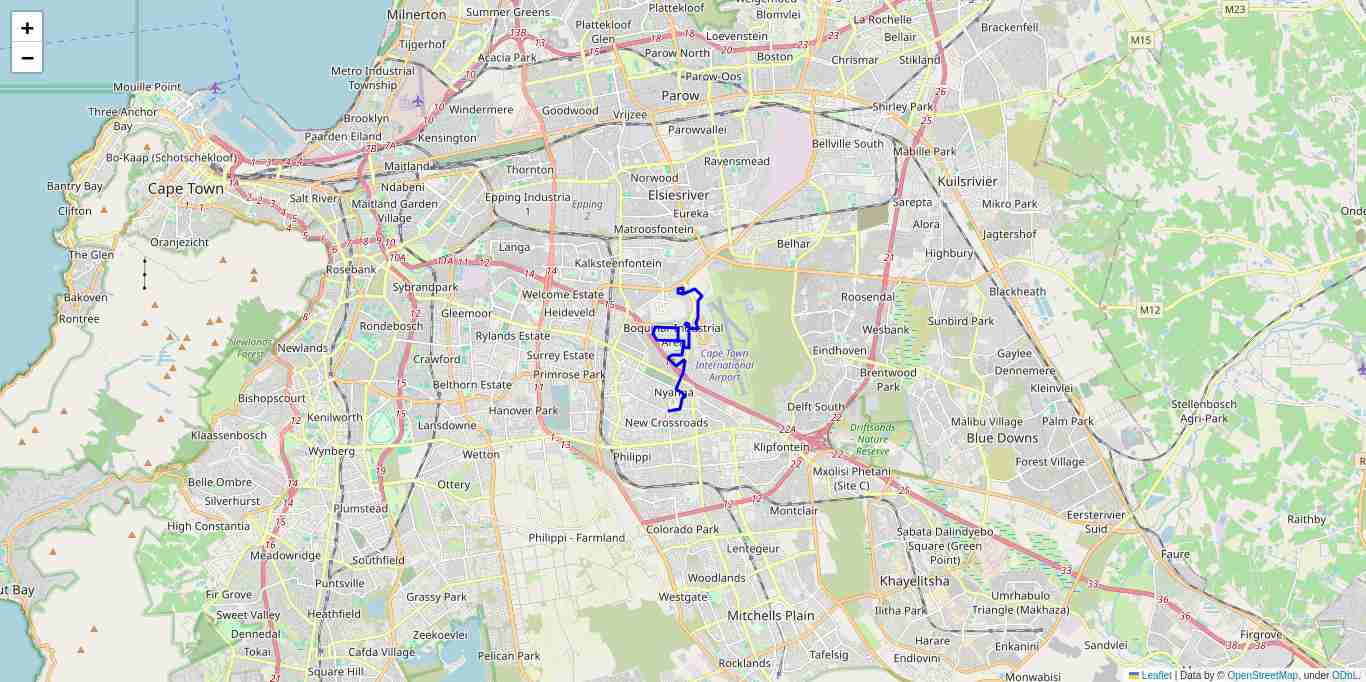 +
−
Milnerton
Summer Greens
Plattekloof
Blomvlei
La Rochelle
M23
Brackenfell
M15
Tijgerhof
Plattekloof
Glen
Loevenstein
Bellair
Acacia Park
Parow North
Boston
Chrismar
Stikland
Metro Industrial
Township
Parow-Oos
Mouille Point
Parow
Three Anchor
Bay
Brooklyn
Windermere
Goodwood
Vrijzee
Shirley Park
Paarden Eiland
Kensington
Parowvallei
Bellville South
Mabille Park
Bo-Kaap (Schotschekloof)
Maitland
Thornton
Ravensmead
Bantry Bay
Cape Town
Salt River
Ndabeni
Norwood
Elsiesriver
Kuilsrivier
Clifton
Maitland Garden
Village
Epping Industria
1
Epping
2
Eureka
Sarepta
Mikro Park
Oranjezicht
Langa
Matroosfontein
Belhar
Alora
Jagtershof
The Glen
Rosebank
Kalksteenfontein
Highbury
Bakoven
Sybrandpark
Welcome Estate
Roosendal
Blackheath
Rontree
Rondebosch
Gleemoor
Heideveld
M12
Newlands
Forest
Newlands
Rylands Estate
Wesbank
Sunbird Park
Crawford
Surrey Estate
Cape Town
International
Airport
Eindhoven
Gaylee
Dennemere
Bishopscourt
Belthorn Estate
Primrose Park
Nyanga
Brentwood
Park
Kleinvlei
Kenilworth
Hanover Park
Delft South
Stellenbosch
Agri-Park
Klaassenbosch
Lansdowne
New Crossroads
Malibu Village
Palm Park
Wynberg
Wetton
Philippi
Klipfontein
Driftsands
Nature
Reserve
Blue Downs
Belle Ombre
Ottery
Mxolisi Phetani
(Site C)
Forest Village
Silverhurst
Plumstead
Montclair
Eersterivier
Suid
High Constantia
Colorado Park
Sabata Dalindyebo
Square (Green
Point)
Raithby
Meadowridge
Southfield
Philippi - Farmland
Lentegeur
Faure
Puntsville
Woodlands
Khayelitsha
Fir Grove
Grassy Park
Westgate
Umrhabulo
Triangle (Makhaza)
Sweet Valley
Heathfield
Mitchells Plain
Ilitha Park
Dennedal
Zeekoevlei
Harare
Enkanini
Sandvlei
Firgrove
Tokai
Cafda Village
Pelican Park
Tafelsig
Endlovini
Square Hill
Rocklands
Monwabisi
Leaflet | Data by © OpenStreetMap, under ODbL.